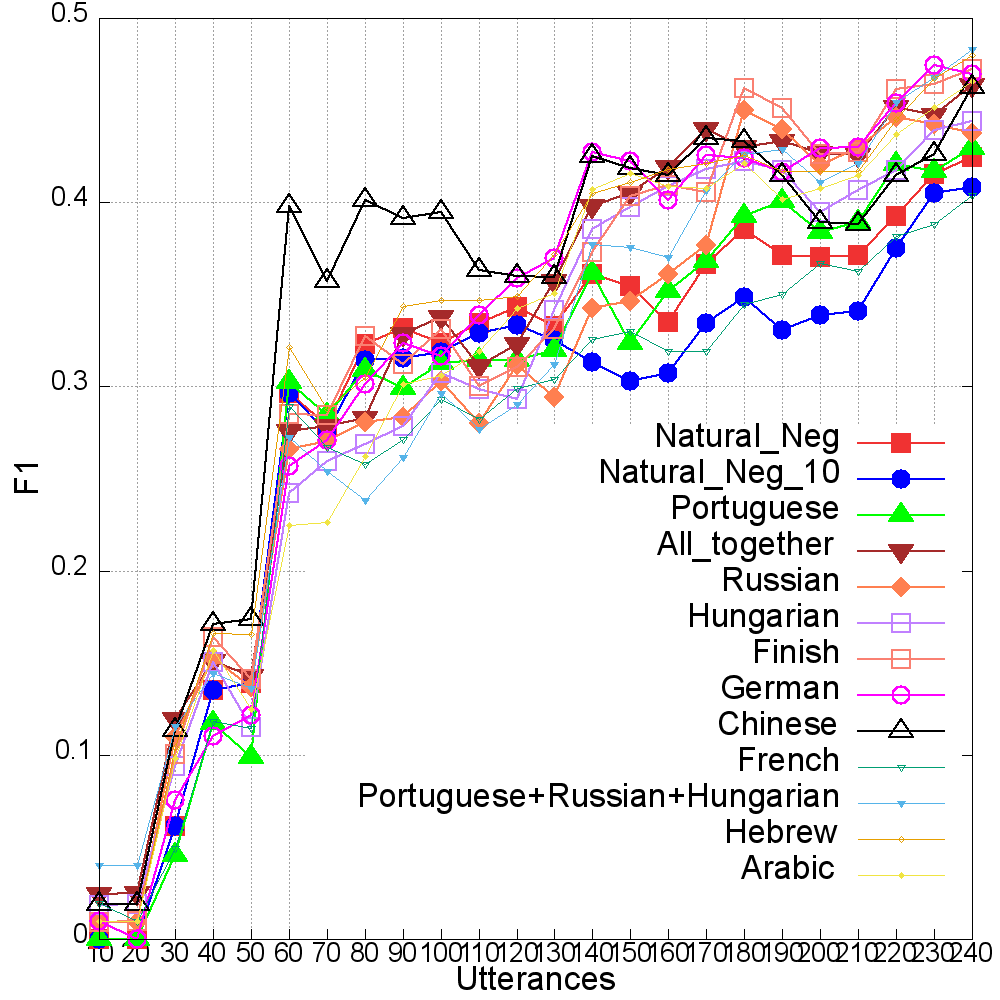 0.5
0.4
0.3
0.2
0.1
0
F1
10 20 30 40 50 60 70 80 90 100 110 120 130 140 150 160 170 180 190 200 210 220 230 240
Utterances
Natural_Neg
Natural_Neg_10
Portuguese
All_together
Russian
Hungarian
Finish
German
Chinese
French
Portuguese+Russian+Hungarian
Hebrew
Arabic